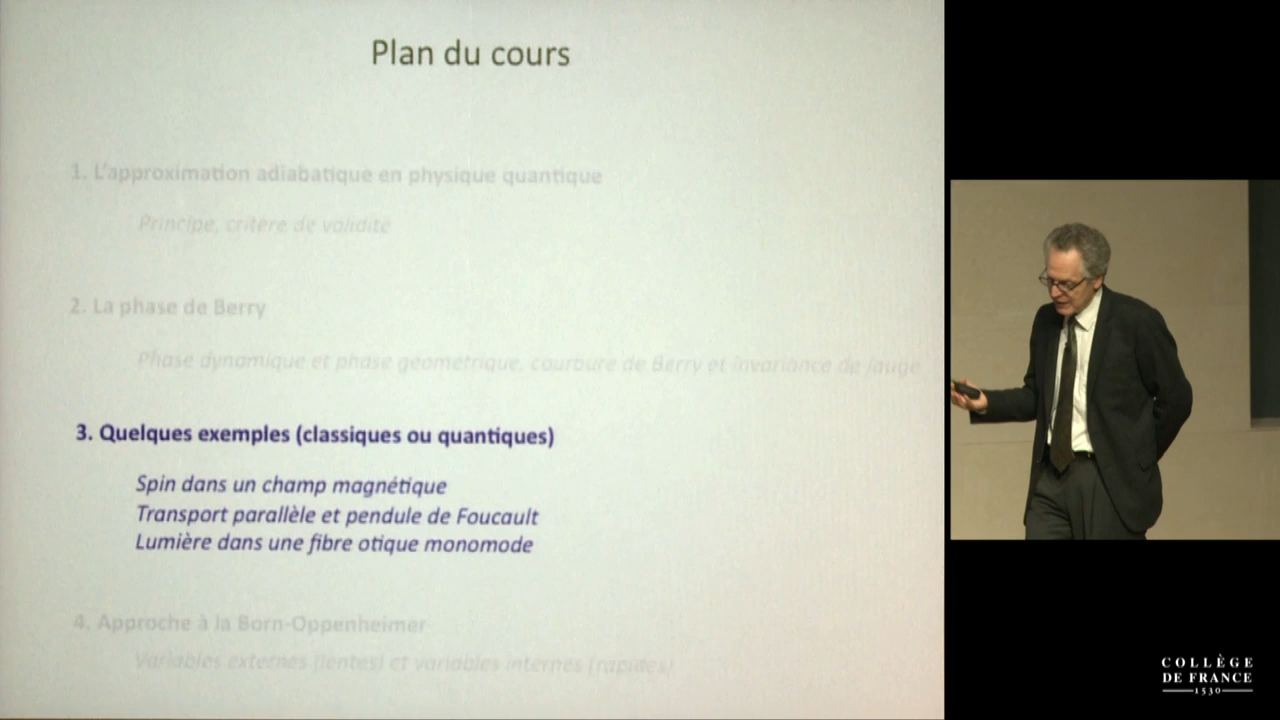 Plan du cours
1. L'approximation adiabatique en physique quantique
Principe, critère de validité
2. La phase de Berry
Phase dynamique et phase géométrique, courbure de Berry et invariance de jauge
3. Quelques exemples (classiques ou quantiques)
Spin dans un champ magnétique
Transport parallèle et pendule de Foucault
Lumière dans une fibre otique monomode
4. Approche à la Born-Oppenheimer
Variables externes (lentes) et variables internes (rapides)
COLLÈGE
DE FRANCE
1530